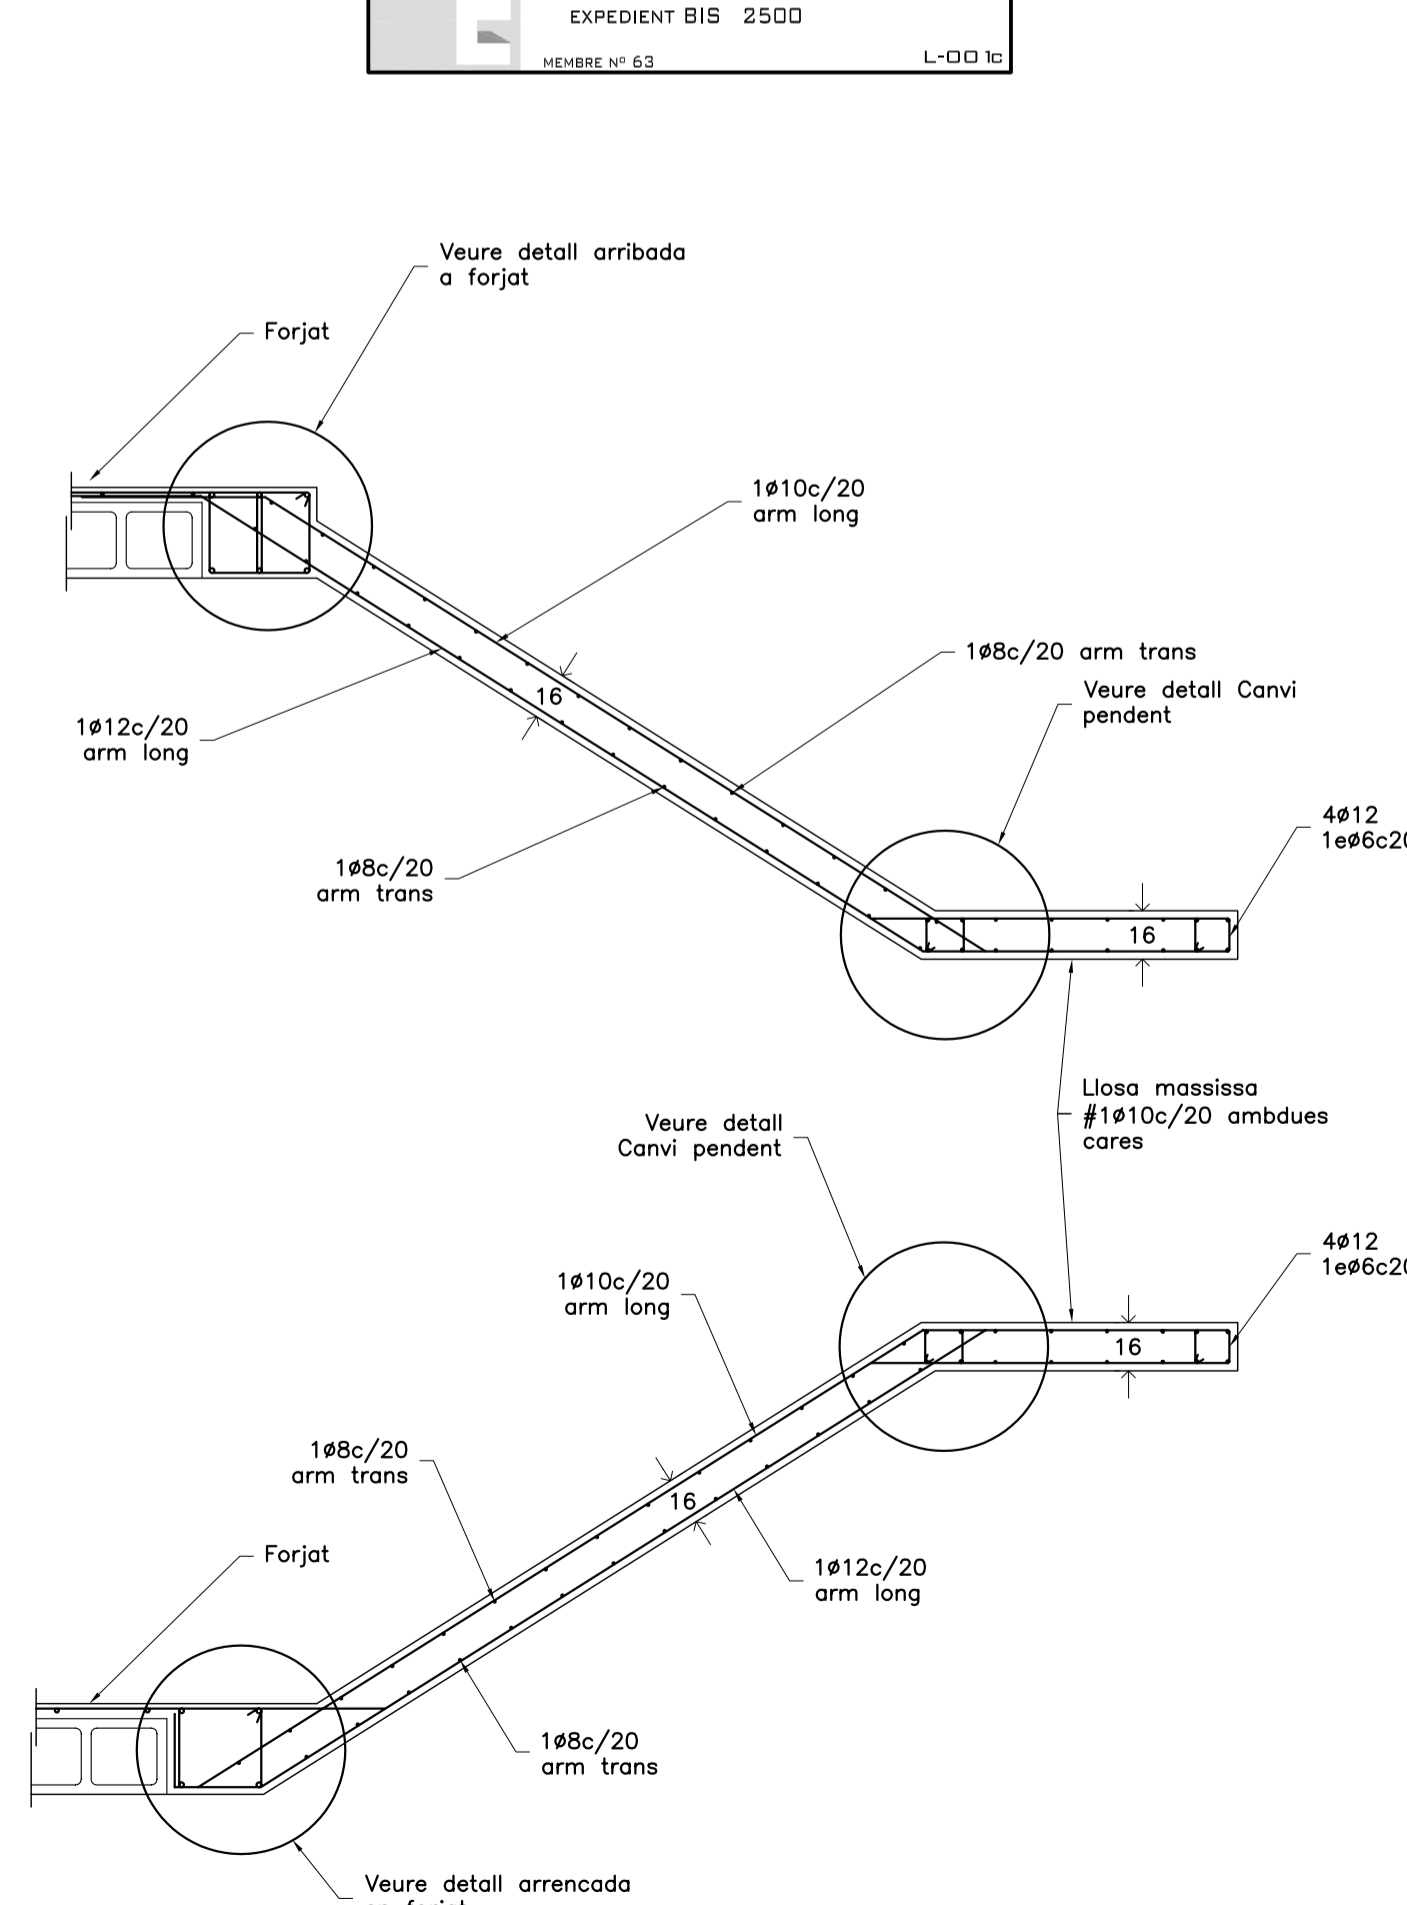 EXPEDIENT BIS 2500
MEMBRE Nº 63
L-001c
Veure detall arribada
a forjat
Forjat
1ø10c/20
arm long
1ø8c/20 arm trans
Veure detall Canvi
pendent
16
1ø12c/20
arm long
4ø12
1eø6c20
1ø8c/20
arm trans
16
Llosa massissa
#1ø10c/20 ambdues
cares
Veure detall
Canvi pendent
4ø12
1eø6c20
1ø10c/20
arm long
16
1ø8c/20
arm trans
16
Forjat
1ø12c/20
arm long
1ø8c/20
arm trans
Veure detall arrencada